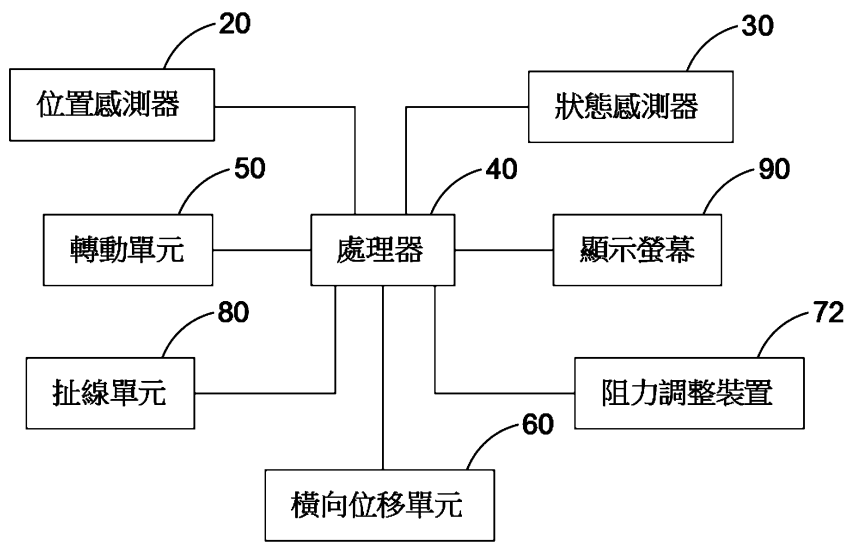 20
30
位置感測器
狀態感測器
50
40
90
轉動單元
處理器
顯示螢幕
80
72
扯線單元
阻力調整裝置
60
橫向位移單元